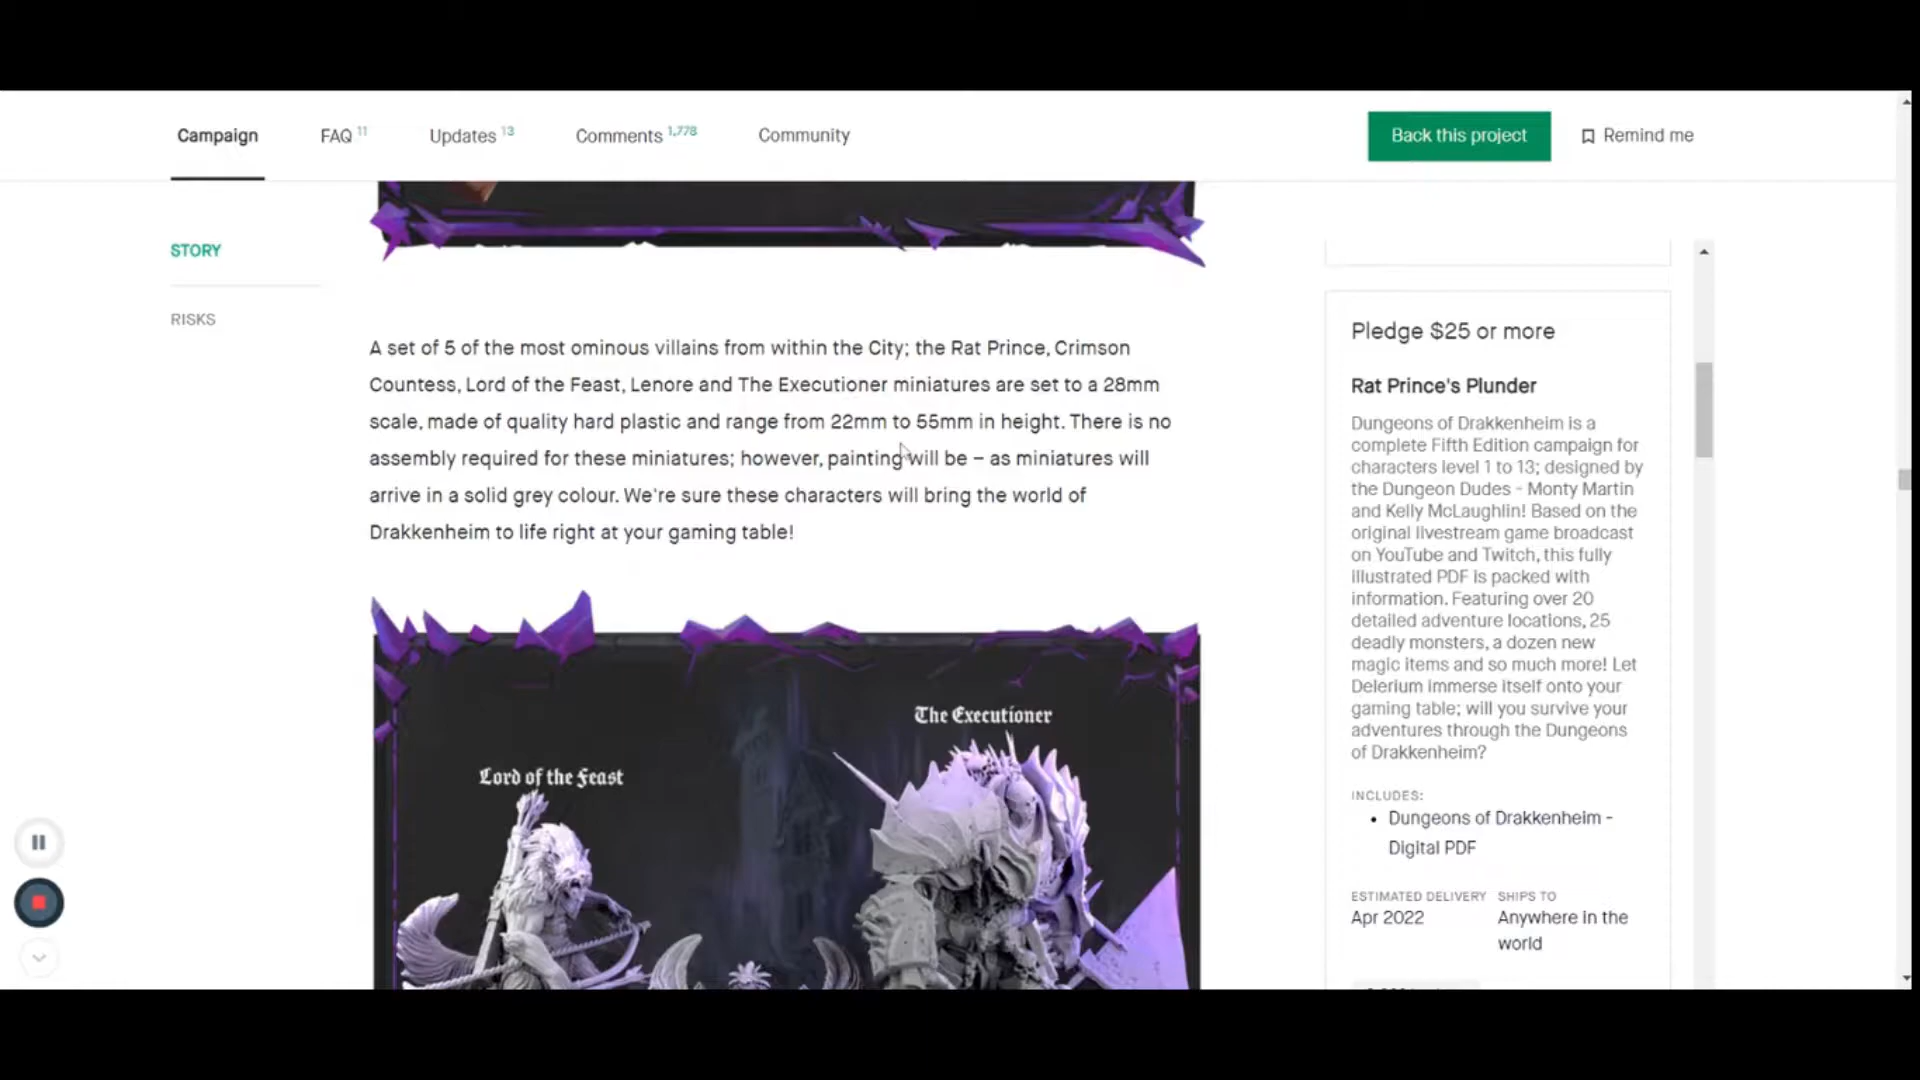 Campaign
FAQ 11
Updates 13
Comments 1,778
Community
Back this project
Remind me
STORY
RISKS
A set of 5 of the most ominous villains from within the City; the Rat Prince, Crimson
Countess, Lord of the Feast, Lenore and The Executioner miniatures are set to a 28mm
scale, made of quality hard plastic and range from 22mm to 55mm in height. There is no
assembly required for these miniatures; however, painting will be – as miniatures will
arrive in a solid grey colour. We're sure these characters will bring the world of
Drakkenheim to life right at your gaming table!
The Executioner
Lord of the Feast
Pledge $25 or more
Rat Prince's Plunder
Dungeons of Drakkenheim is a
complete Fifth Edition campaign for
characters level 1 to 13; designed by
the Dungeon Dudes - Monty Martin
and Kelly McLaughlin! Based on the
original livestream game broadcast
on YouTube and Twitch, this fully
illustrated PDF is packed with
information. Featuring over 20
detailed adventure locations, 25
deadly monsters, a dozen new
magic items and so much more! Let
Delerium immerse itself onto your
gaming table; will you survive your
adventures through the Dungeons
of Drakkenheim?
INCLUDES:
• Dungeons of Drakkenheim -
Digital PDF
ESTIMATED DELIVERY
Apr 2022
SHIPS TO
Anywhere in the
world